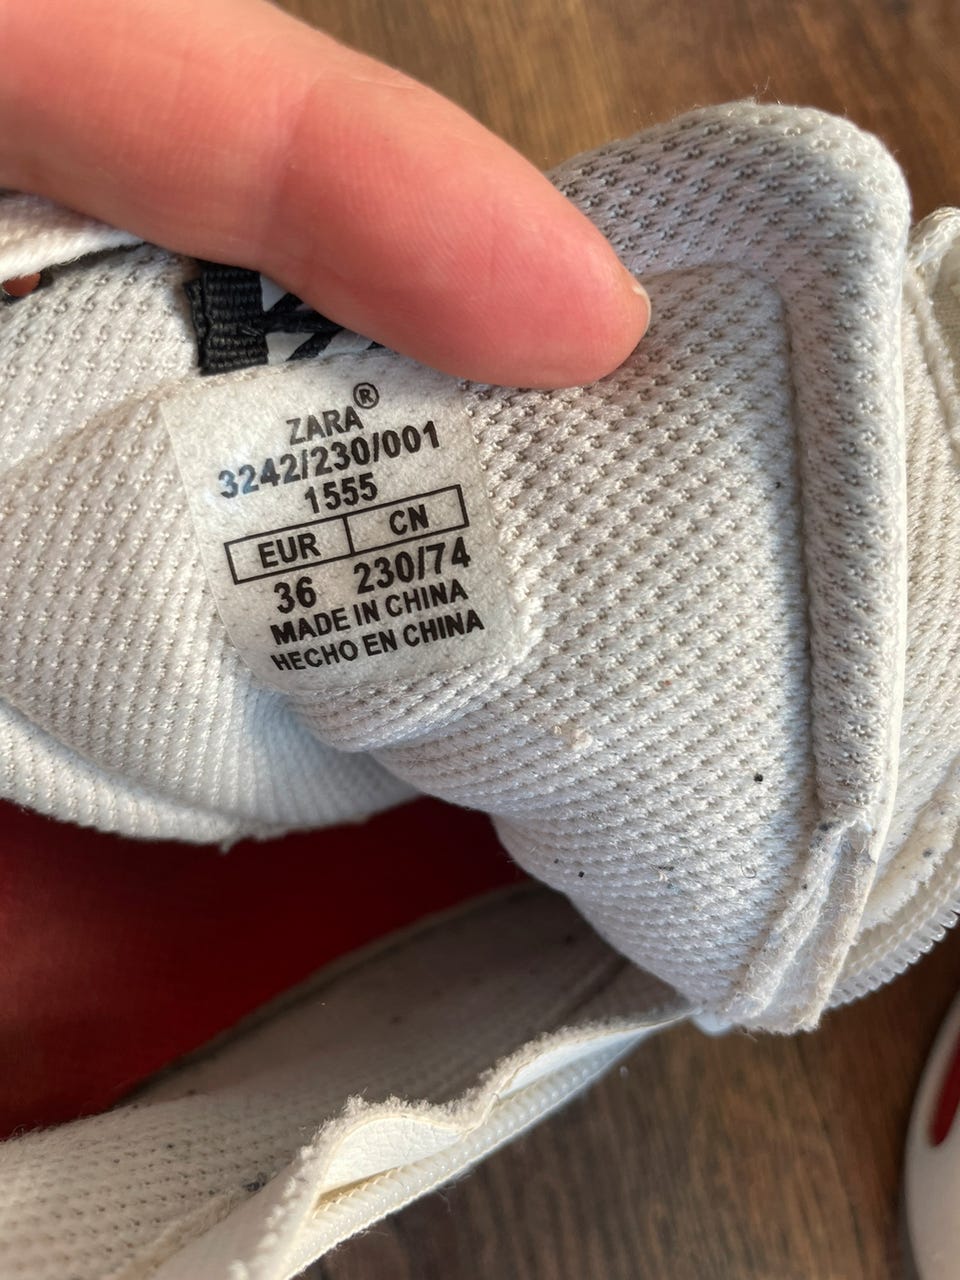 ZARA®
3242/230/001
1555
EUR CN
36 230/74
MADE IN CHINA
HECHO EN CHINA